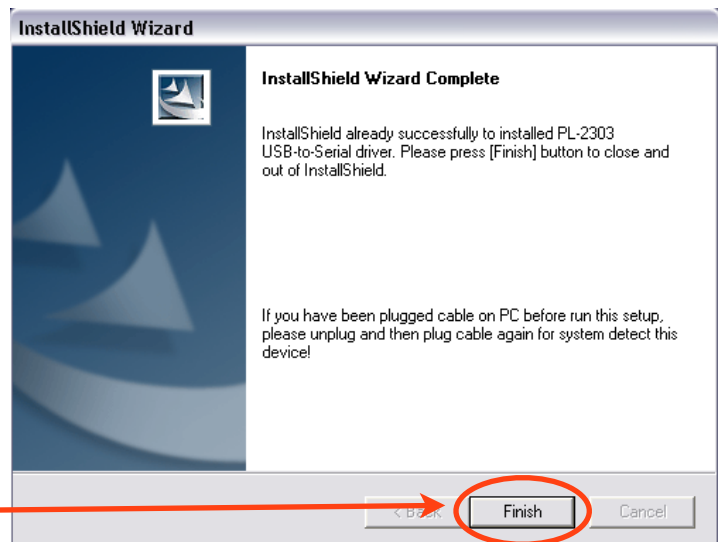 InstallShield Wizard
InstallShield Wizard Complete
InstallShield already successfully to installed PL-2303
USB-to-Serial driver. Please press [Finish] button to close and
out of InstallShield.
If you have been plugged cable on PC before run this setup,
please unplug and then plug cable again for system detect this
device!
< Back Finish Cancel